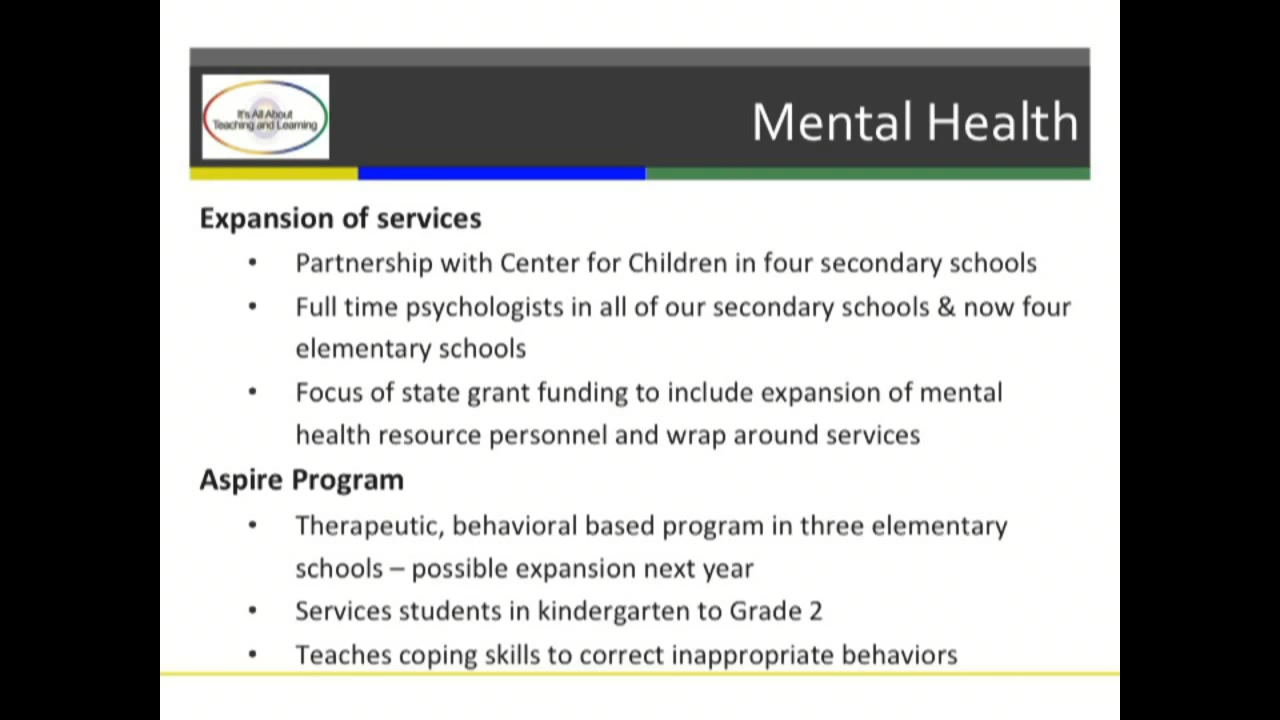 It's All About
Teaching and Learning
Mental Health
Expansion of services
• Partnership with Center for Children in four secondary schools
• Full time psychologists in all of our secondary schools & now four
elementary schools
• Focus of state grant funding to include expansion of mental
health resource personnel and wrap around services
Aspire Program
• Therapeutic, behavioral based program in three elementary
schools – possible expansion next year
• Services students in kindergarten to Grade 2
• Teaches coping skills to correct inappropriate behaviors